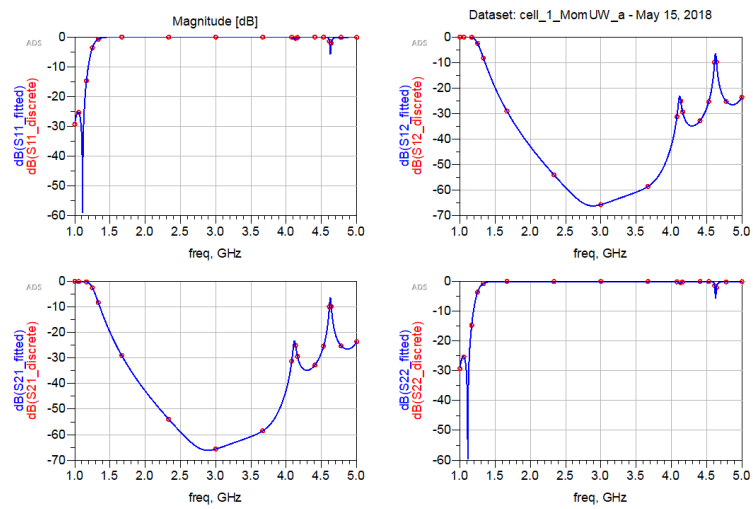 Magnitude [dB]
Dataset: cell_1_MomUW_a - May 15, 2018
ADS
dB(S11_fitted)
dB(S11_discrete)
0
-10
-20
-30
-40
-50
-60
1.0 1.5 2.0 2.5 3.0 3.5 4.0 4.5 5.0
freq, GHz
ADS
dB(S12_fitted)
dB(S12_discrete)
0
-10
-20
-30
-40
-50
-60
-70
1.0 1.5 2.0 2.5 3.0 3.5 4.0 4.5 5.0
freq, GHz
ADS
dB(S21_fitted)
dB(S21_discrete)
0
-10
-20
-30
-40
-50
-60
-70
1.0 1.5 2.0 2.5 3.0 3.5 4.0 4.5 5.0
freq, GHz
ADS
dB(S22_fitted)
dB(S22_discrete)
0
-10
-20
-30
-40
-50
-60
1.0 1.5 2.0 2.5 3.0 3.5 4.0 4.5 5.0
freq, GHz